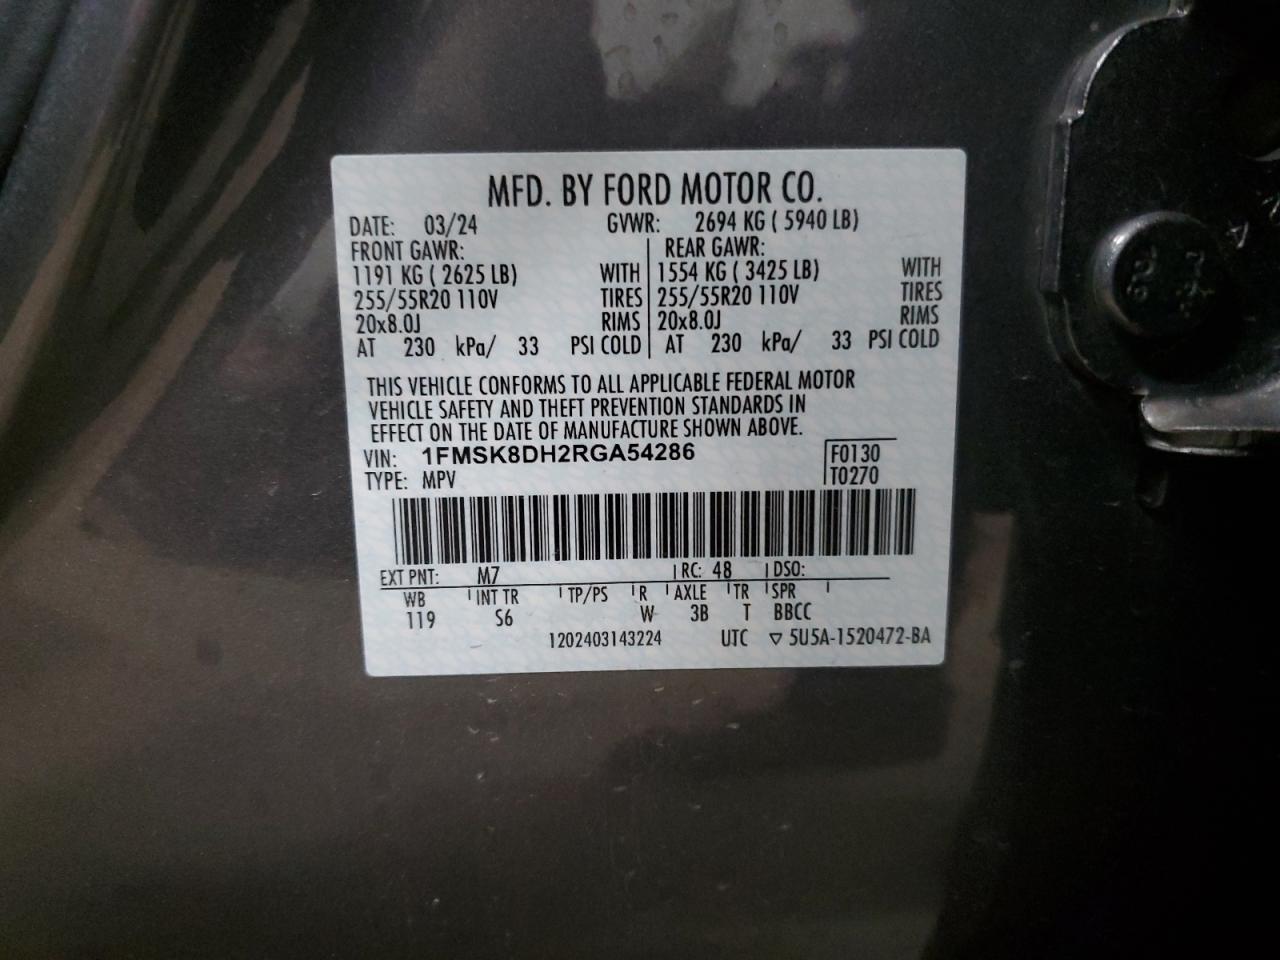 MFD. BY FORD MOTOR CO.
DATE: 03/24 GVWR: 2694 KG ( 5940 LB)
FRONT GAWR: REAR GAWR:
1191 KG ( 2625 LB) WITH 1554 KG ( 3425 LB) WITH
255/55R20 110V TIRES 255/55R20 110V TIRES
20x8.0J RIMS 20x8.0J RIMS
AT 230 kPa/ 33 PSI COLD AT 230 kPa/ 33 PSI COLD
THIS VEHICLE CONFORMS TO ALL APPLICABLE FEDERAL MOTOR
VEHICLE SAFETY AND THEFT PREVENTION STANDARDS IN
EFFECT ON THE DATE OF MANUFACTURE SHOWN ABOVE.
VIN: 1FMSK8DH2RGA54286 F0130
TYPE: MPV T0270
EXT PNT: M7 RC: 48 DSO:
WB INT TR TP/PS R AXLE TR SPR
119 S6 W 3B T BBCC
1202403143224 UTC ▽ 5U5A-1520472-BA